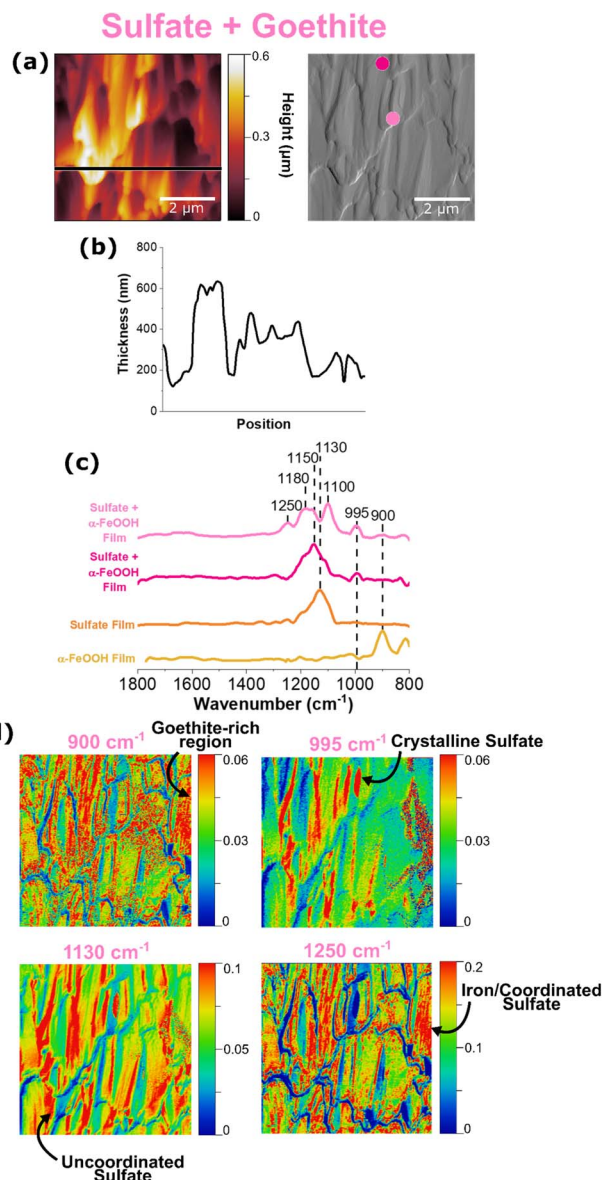 Sulfate + Goethite
(a)
0.6
0.3
0
Height (μm)
2 μm
2 μm
(b)
800
600
400
200
0
Thickness (nm)
Position
(c)
1130
1150
1180
1100
1250
995
900
Sulfate +
α-FeOOH
Film
Sulfate +
α-FeOOH
Film
Sulfate Film
α-FeOOH Film
1800
1600
1400
1200
1000
800
Wavenumber (cm⁻¹)
d)
900 cm⁻¹
Goethite-rich
region
0.06
0.03
0
995 cm⁻¹
Crystalline Sulfate
0.06
0.03
0
1130 cm⁻¹
0.1
0.05
0
Uncoordinated
Sulfate
1250 cm⁻¹
0.2
0.1
0
Iron/Coordinated
Sulfate